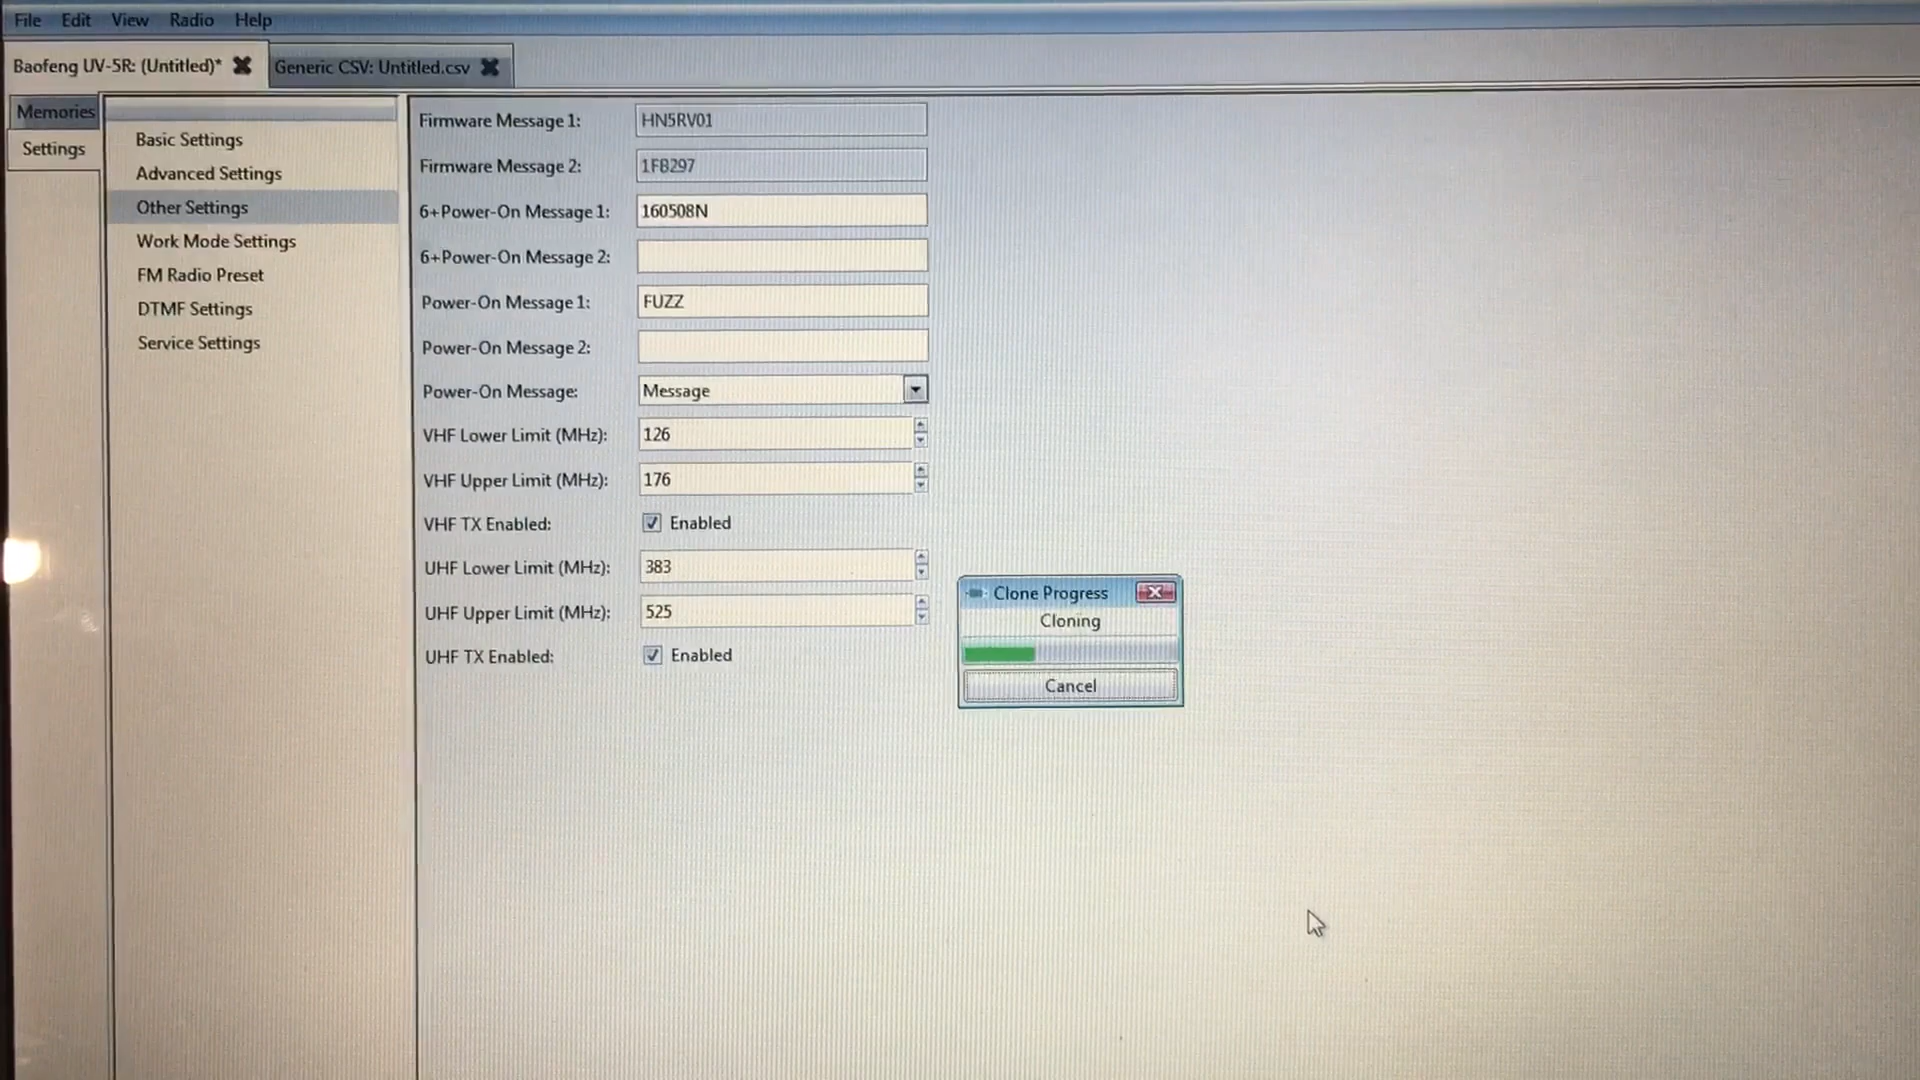 File Edit View Radio Help
Baofeng UV-5R: (Untitled)* Generic CSV: Untitled.csv
Memories
Settings
Basic Settings
Advanced Settings
Other Settings
Work Mode Settings
FM Radio Preset
DTMF Settings
Service Settings
Firmware Message 1: HN5RV01
Firmware Message 2: 1FB297
6+Power-On Message 1: 160508N
6+Power-On Message 2:
Power-On Message 1: FUZZ
Power-On Message 2:
Power-On Message: Message
VHF Lower Limit (MHz): 126
VHF Upper Limit (MHz): 176
VHF TX Enabled: Enabled
UHF Lower Limit (MHz): 383
UHF Upper Limit (MHz): 525
UHF TX Enabled: Enabled
Clone Progress
Cloning
Cancel